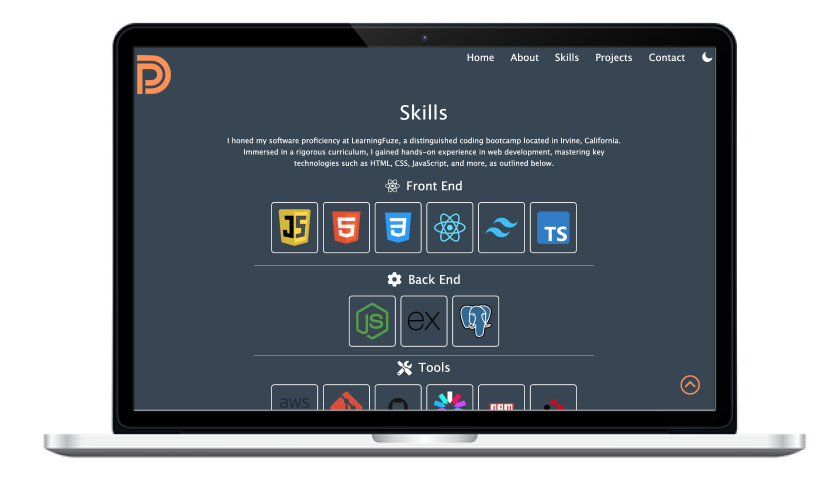 Home About Skills Projects Contact
Skills
I honed my software proficiency at LearningFuze, a distinguished coding bootcamp located in Irvine, California.
Immersed in a rigorous curriculum, I gained hands-on experience in web development, mastering key
technologies such as HTML, CSS, JavaScript, and more, as outlined below.
Front End
JS 5 3 TS
Back End
JS ex
Tools
aws npm